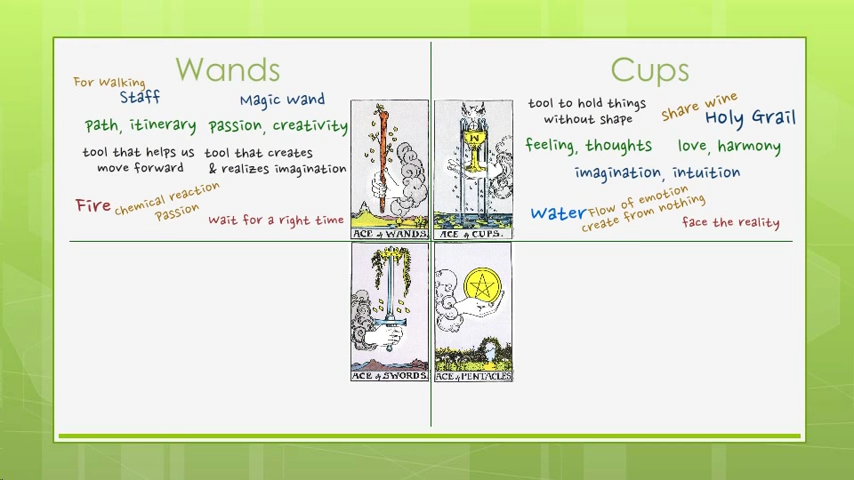 Wands
For Walking
Staff
Magic Wand
path, itinerary
passion, creativity
tool that helps us
move forward
tool that creates
& realizes imagination
Fire
chemical reaction
Passion
Wait for a right time
ACE of WANDS.
Cups
tool to hold things
without shape
share wine
Holy Grail
feeling, thoughts
love, harmony
imagination, intuition
Water
Flow of emotion
create from nothing
face the reality
ACE of CUPS.
ACE of SWORDS.
ACE of PENTACLES.